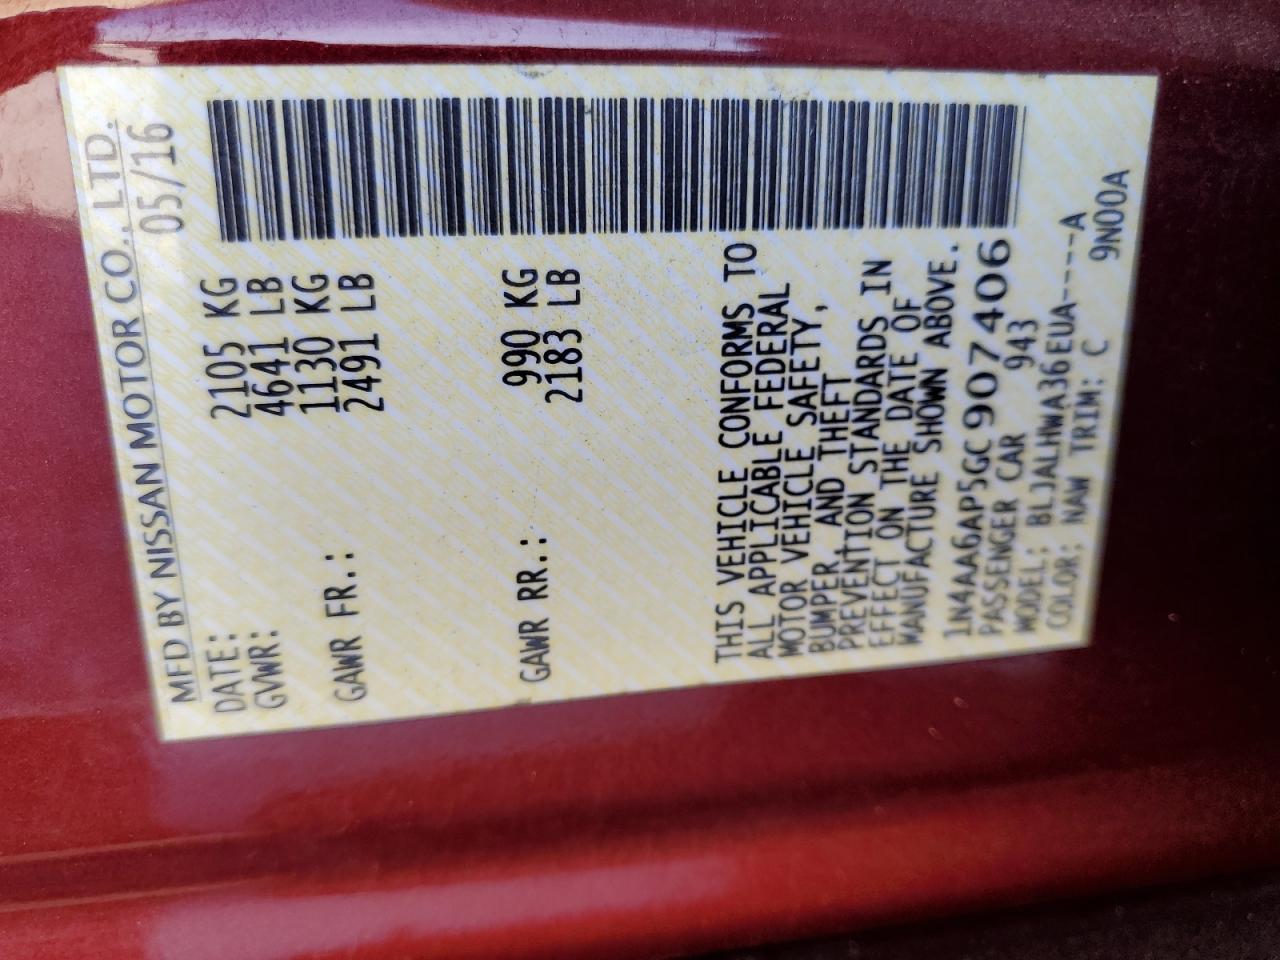 MFD BY NISSAN MOTOR CO., LTD.
DATE: 05/16
GVWR: 2105 KG
4641 LB
GAWR FR.: 1130 KG
2491 LB
GAWR RR.: 990 KG
2183 LB
THIS VEHICLE CONFORMS TO
ALL APPLICABLE FEDERAL
MOTOR VEHICLE SAFETY,
BUMPER, AND THEFT
PREVENTION STANDARDS IN
EFFECT ON THE DATE OF
MANUFACTURE SHOWN ABOVE.
1N4AA6AP5GC907406
PASSENGER CAR 943
MODEL: BLJALHWA36EUA----A
COLOR: NAW TRIM: C 9N00A